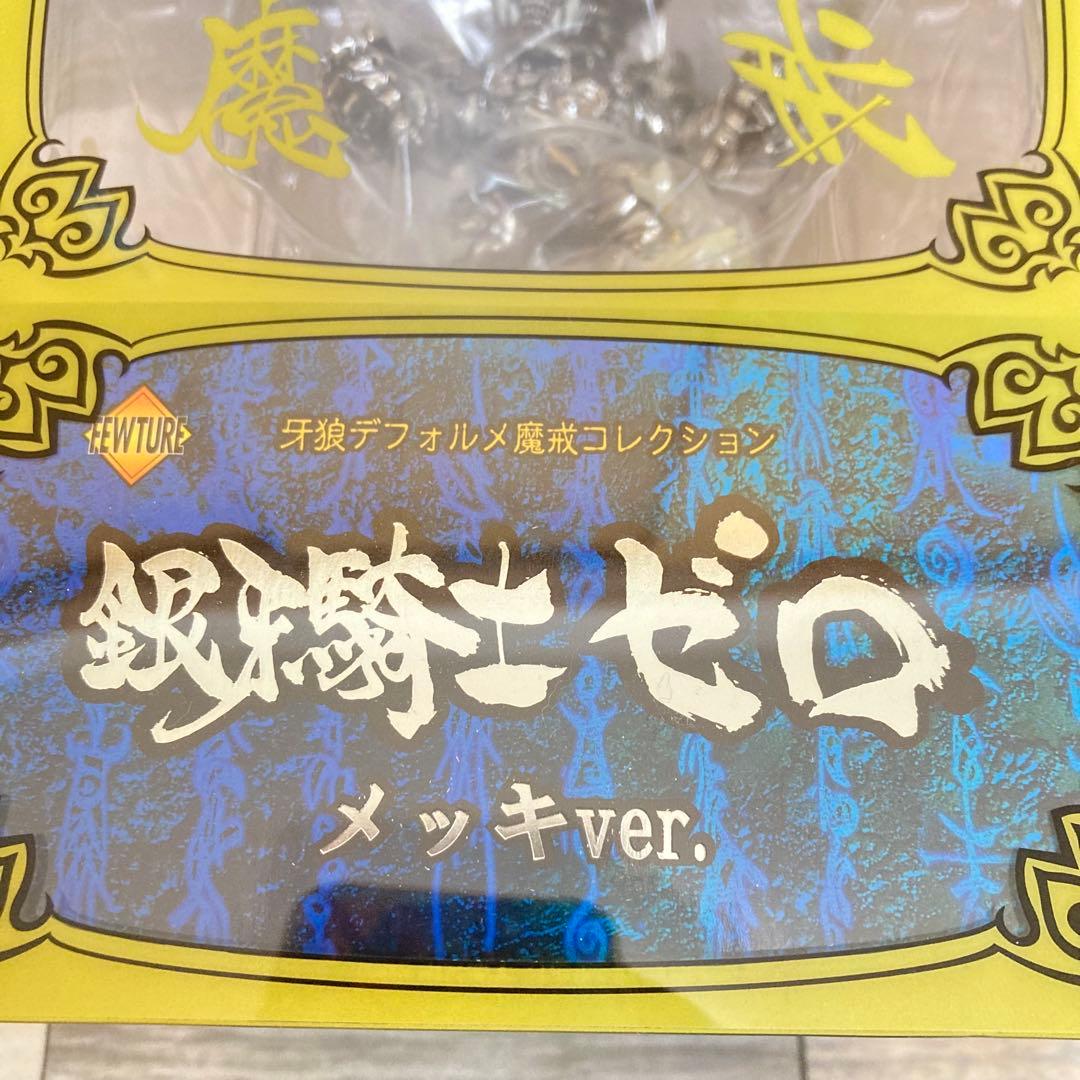 魔 戒
FEWTURE
牙狼デフォルメ魔戒コレクション
銀牙騎士ゼロ
メッキver.